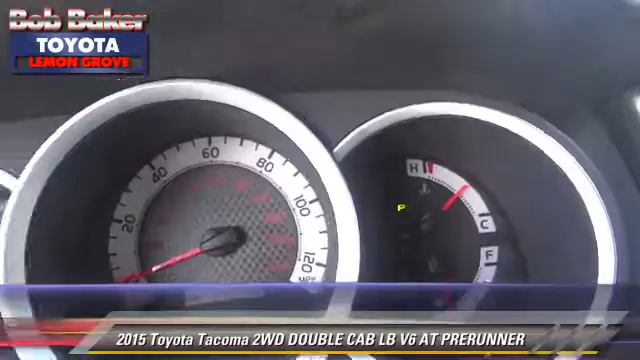 Bob Baker
TOYOTA
LEMON GROVE
20
40
60
80
100
120
H
C
F
P
2015 Toyota Tacoma 2WD DOUBLE CAB LB V6 AT PRERUNNER